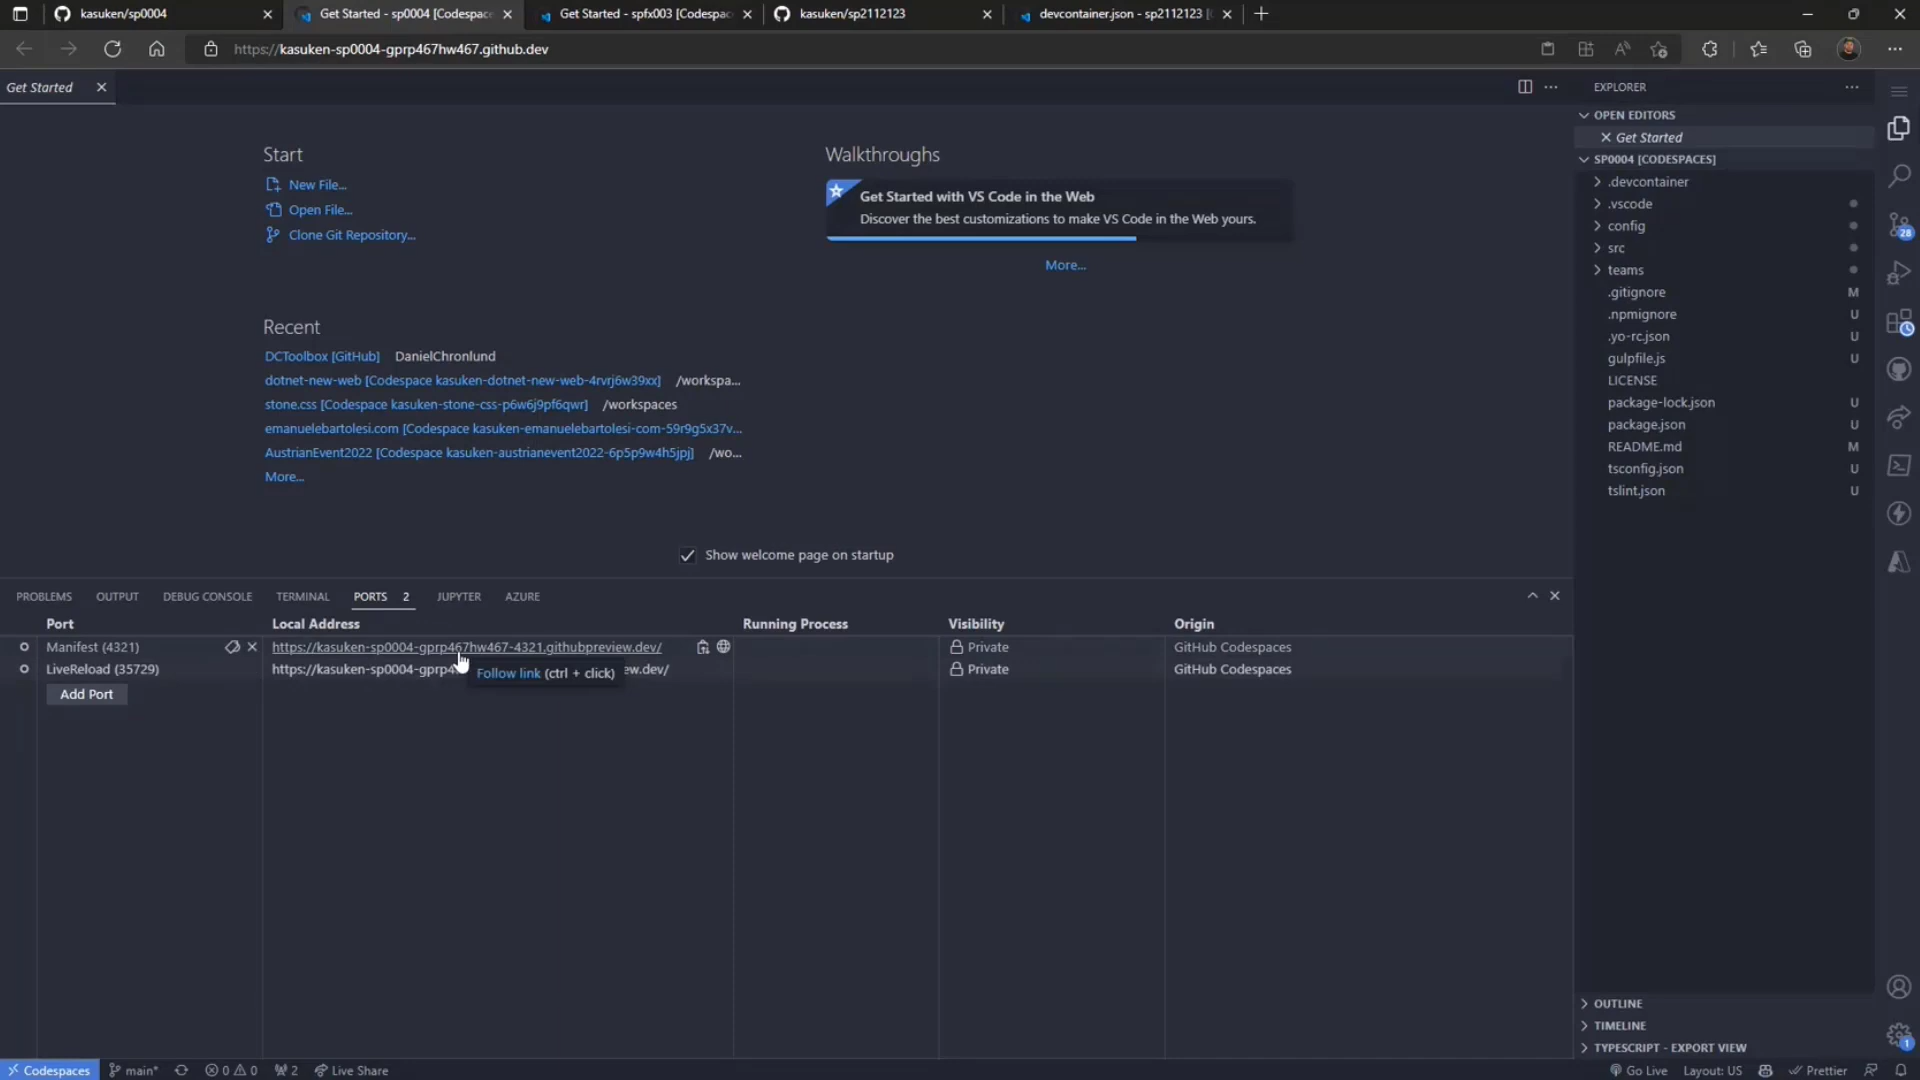 kasuken/sp0004
Get Started - sp0004 [Codespac
Get Started - spfx003 [Codespac
kasuken/sp2112123
devcontainer.json - sp2112123 [
https://kasuken-sp0004-gprp467hw467.github.dev
Get Started
EXPLORER
OPEN EDITORS
Get Started
SP0004 [CODESPACES]
.devcontainer
.vscode
config
src
teams
.gitignore M
.npmignore U
.yo-rc.json U
gulpfile.js U
LICENSE
package-lock.json U
package.json U
README.md M
tsconfig.json U
tslint.json U
OUTLINE
TIMELINE
TYPESCRIPT - EXPORT VIEW
28
1
Start
New File...
Open File...
Clone Git Repository...
Walkthroughs
Get Started with VS Code in the Web
Discover the best customizations to make VS Code in the Web yours.
More...
Recent
DCToolbox [GitHub] DanielChronlund
dotnet-new-web [Codespace kasuken-dotnet-new-web-4rvrj6w39xx] /workspa...
stone.css [Codespace kasuken-stone-css-p6w6j9pf6qwr] /workspaces
emanuelebartolesi.com [Codespace kasuken-emanuelebartolesi-com-59r9g5x37v...
AustrianEvent2022 [Codespace kasuken-austrianevent2022-6p5p9w4h5jpj] /wo...
More...
Show welcome page on startup
PROBLEMS OUTPUT DEBUG CONSOLE TERMINAL PORTS 2 JUPYTER AZURE
Port Local Address Running Process Visibility Origin
Manifest (4321) https://kasuken-sp0004-gprp467hw467-4321.githubpreview.dev/ Private GitHub Codespaces
LiveReload (35729) https://kasuken-sp0004-gprp4 ew.dev/ Private GitHub Codespaces
Follow link (ctrl + click)
Add Port
Codespaces main* 0 0 2 Live Share Go Live Layout: US Prettier